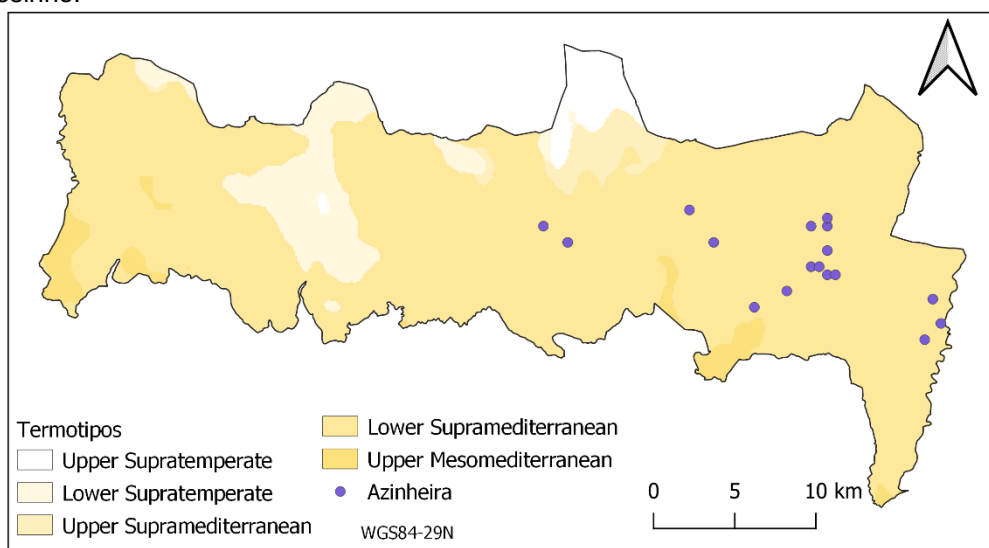 Termotipos
Upper Supratemperate
Lower Supratemperate
Upper Supramediterranean
Lower Supramediterranean
Upper Mesomediterranean
Azinheira
WGS84-29N
0 5 10 km